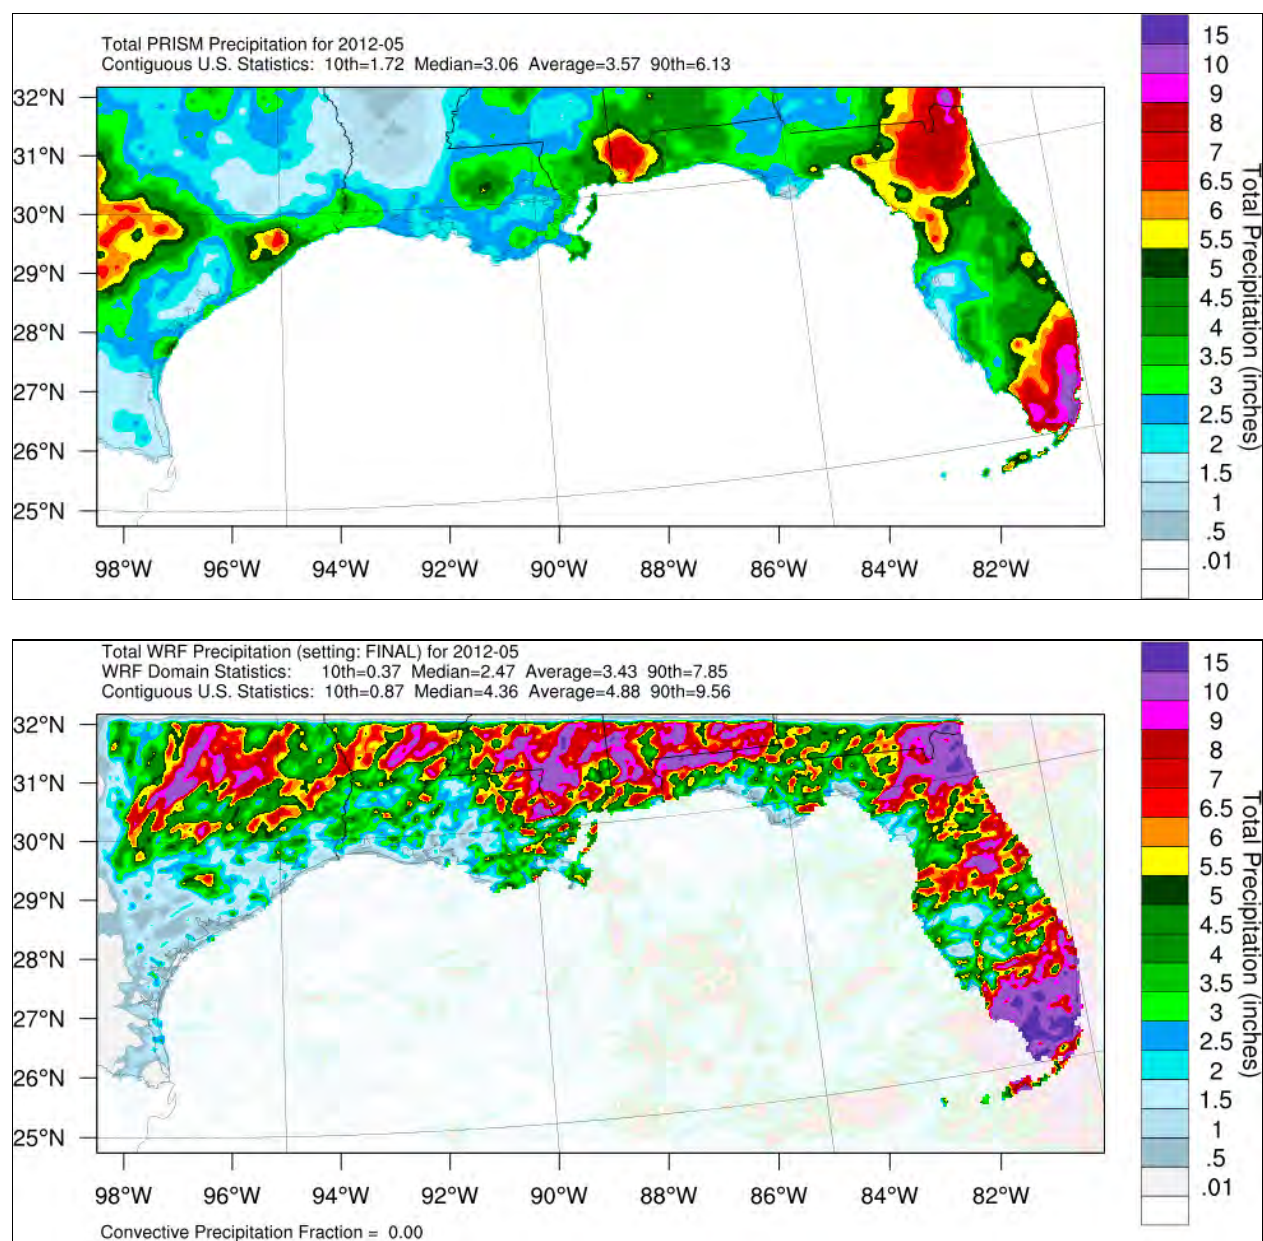 Total PRISM Precipitation for 2012-05
Contiguous U.S. Statistics: 10th=1.72 Median=3.06 Average=3.57 90th=6.13
32°N
31°N
30°N
29°N
28°N
27°N
26°N
25°N
98°W 96°W 94°W 92°W 90°W 88°W 86°W 84°W 82°W
15
10
9
8
7
6.5
6
5.5
5
4.5
4
3.5
3
2.5
2
1.5
1
.5
.01
Total Precipitation (inches)
Total WRF Precipitation (setting: FINAL) for 2012-05
WRF Domain Statistics: 10th=0.37 Median=2.47 Average=3.43 90th=7.85
Contiguous U.S. Statistics: 10th=0.87 Median=4.36 Average=4.88 90th=9.56
32°N
31°N
30°N
29°N
28°N
27°N
26°N
25°N
98°W 96°W 94°W 92°W 90°W 88°W 86°W 84°W 82°W
15
10
9
8
7
6.5
6
5.5
5
4.5
4
3.5
3
2.5
2
1.5
1
.5
.01
Total Precipitation (inches)
Convective Precipitation Fraction = 0.00